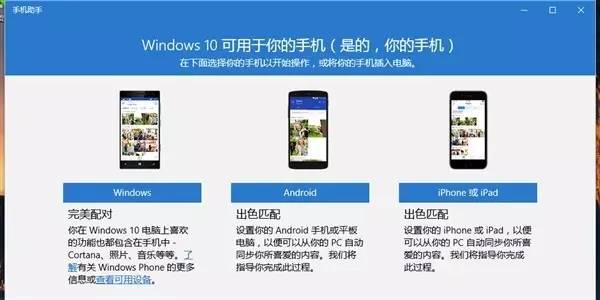 手机助手
Windows 10 可用于你的手机（是的，你的手机）
在下面选择你的手机以开始操作，或将你的手机插入电脑。
Windows
完美配对
你在 Windows 10 电脑上喜欢
的功能也都包含在手机中 -
Cortana、照片、音乐等等。了
解有关 Windows Phone 的更多
信息或查看可用设备。
Android
出色匹配
设置你的 Android 手机或平板
电脑，以便可以从你的 PC 自动
同步你所喜爱的内容。我们将
指导你完成此过程。
iPhone 或 iPad
出色匹配
设置你的 iPhone 或 iPad，以便
可以从你的 PC 自动同步你所喜
爱的内容。我们将指导你完成
此过程。